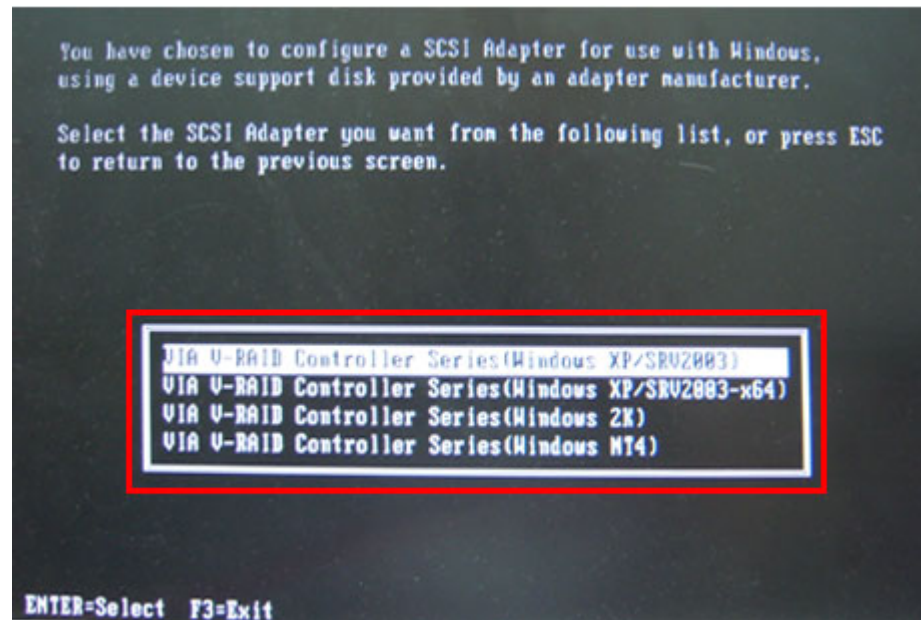 You have chosen to configure a SCSI Adapter for use with Windows,
using a device support disk provided by an adapter manufacturer.
Select the SCSI Adapter you want from the following list, or press ESC
to return to the previous screen.
VIA V-RAID Controller Series(Windows XP/SRV2003)
VIA V-RAID Controller Series(Windows XP/SRV2003-x64)
VIA V-RAID Controller Series(Windows 2K)
VIA V-RAID Controller Series(Windows NT4)
ENTER=Select F3=Exit